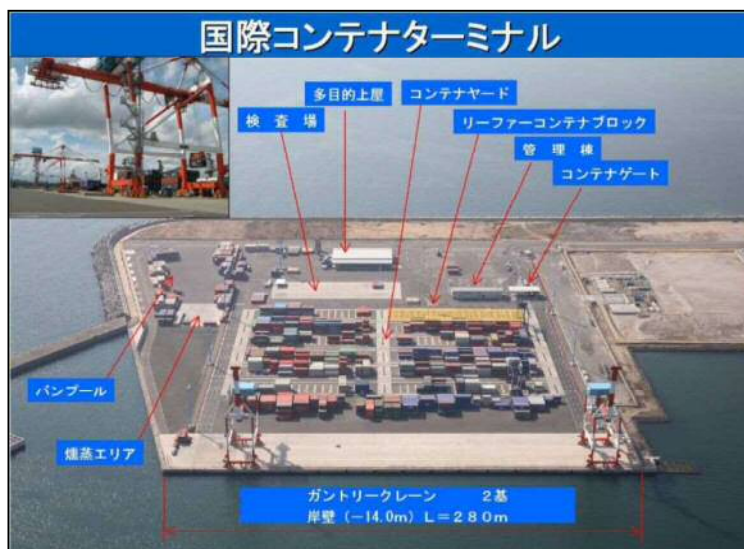 国際コンテナターミナル
多目的上屋
コンテナヤード
検 査 場
リーファーコンテナブロック
管 理 棟
コンテナゲート
バンプール
燻蒸エリア
ガントリークレーン 2基
岸壁(-14.0m)L=280m